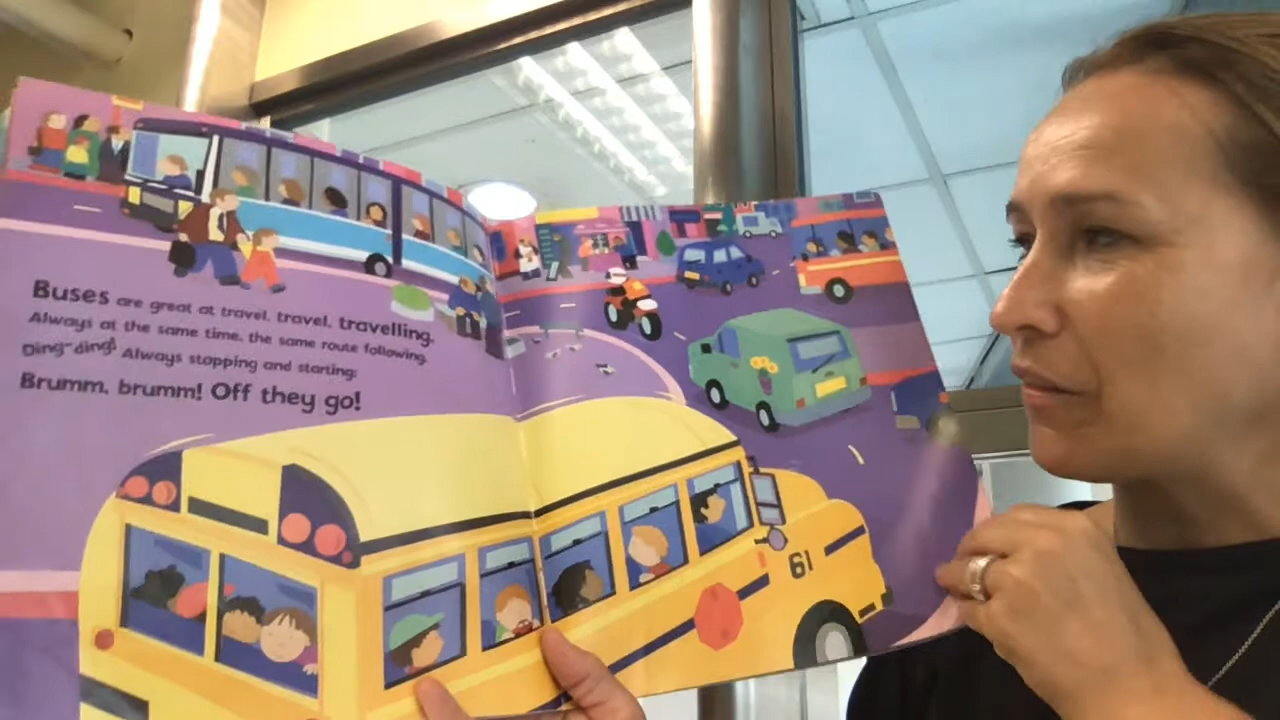 Buses are great at travel, travel, travelling.
Always at the same time, the same route following.
Ding-ding! Always stopping and starting:
Brumm, brumm! Off they go!
61